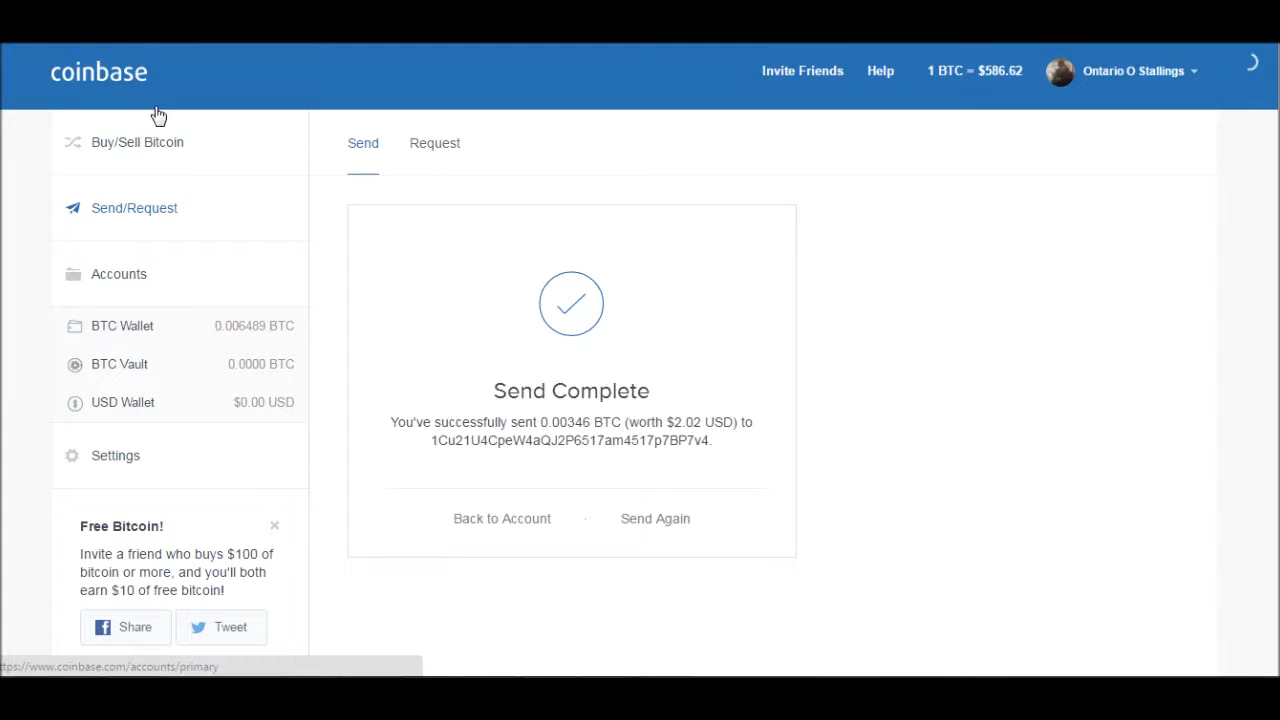 coinbase
Invite Friends
Help
1 BTC = $586.62
Ontario O Stallings
Buy/Sell Bitcoin
Send/Request
Accounts
BTC Wallet 0.006489 BTC
BTC Vault 0.0000 BTC
USD Wallet $0.00 USD
Settings
Free Bitcoin!
Invite a friend who buys $100 of
bitcoin or more, and you'll both
earn $10 of free bitcoin!
Share
Tweet
Send
Request
Send Complete
You've successfully sent 0.00346 BTC (worth $2.02 USD) to
1Cu21U4CpeW4aQJ2P6517am4517p7BP7v4.
Back to Account
Send Again
ttps://www.coinbase.com/accounts/primary